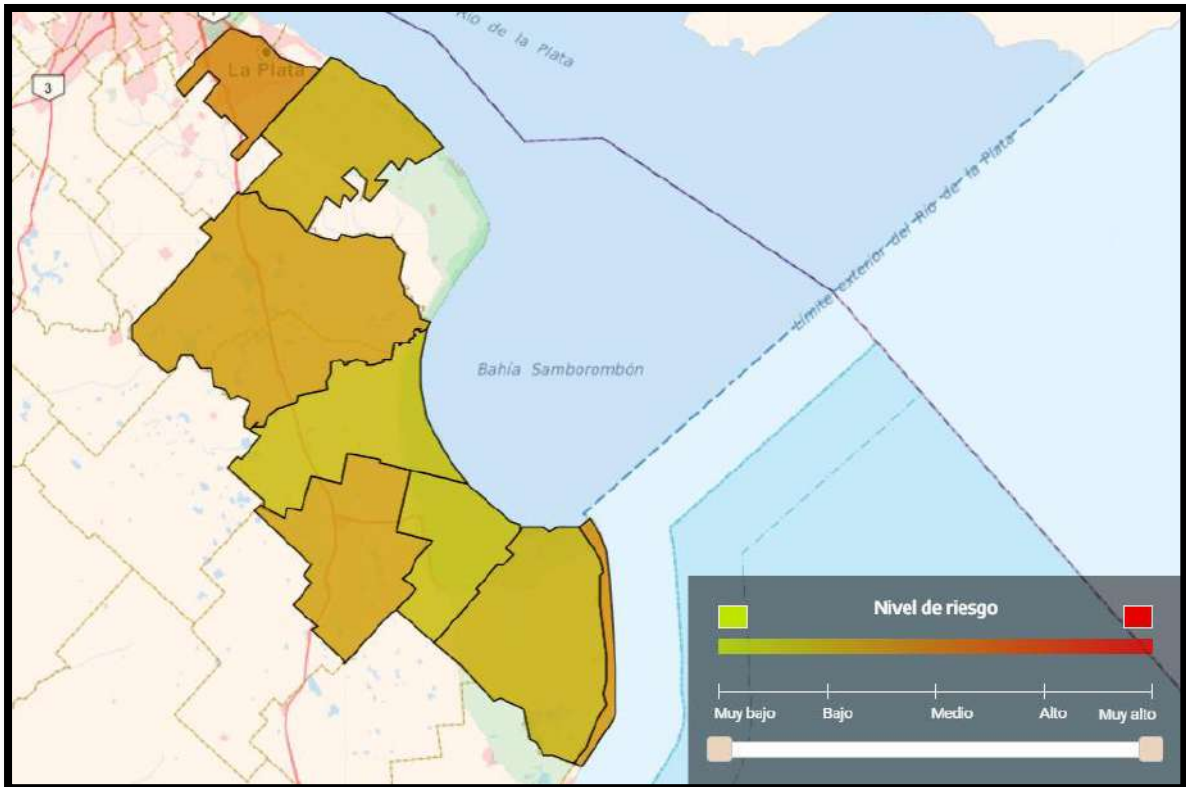 Río de la Plata
La Plata
3
Límite exterior del Río de la Plata
Bahía Samborombón
Nivel de riesgo
Muy bajo
Bajo
Medio
Alto
Muy alto